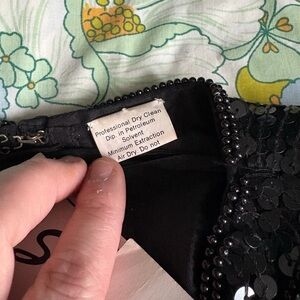 Professional Dry Clean
Dip in Petroleum
Solvent
Minimum Extraction
Air Dry Do not